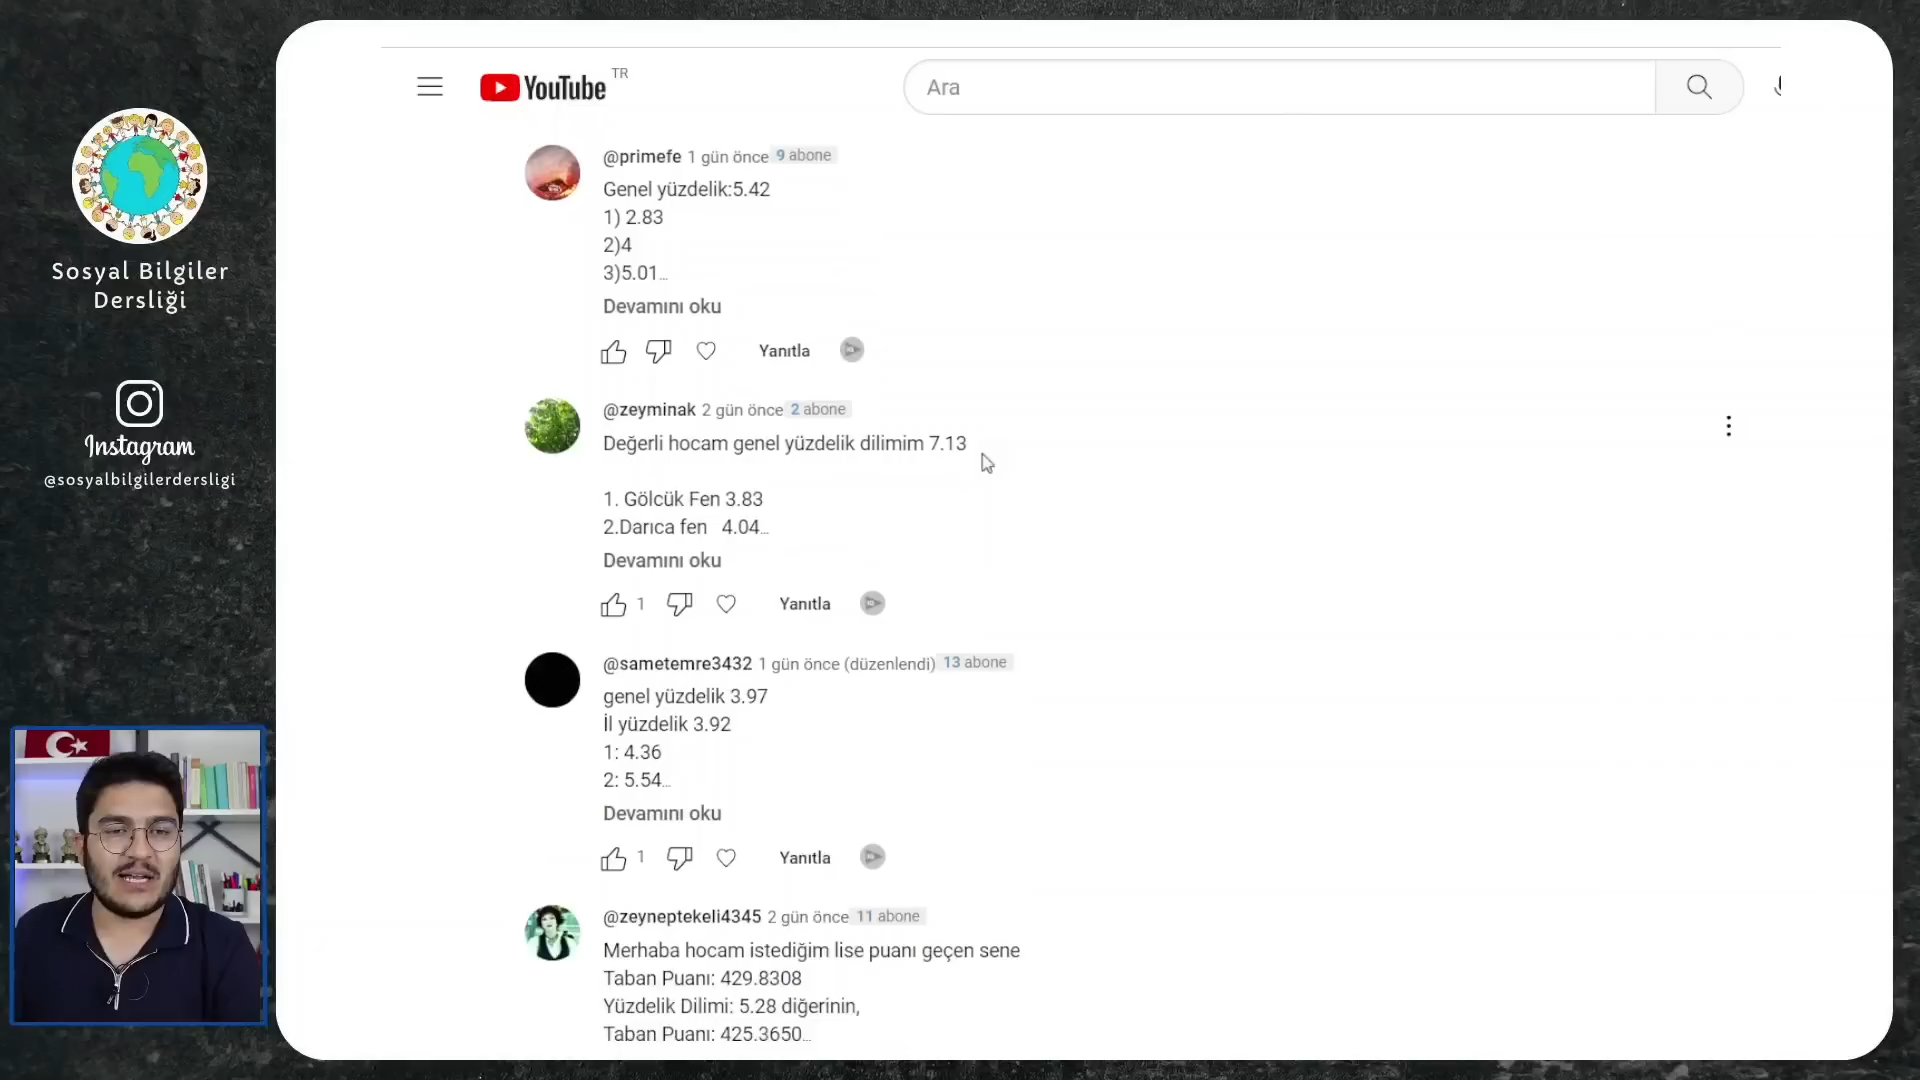 Sosyal Bilgiler
Dersliği
Instagram
@sosyalbilgilerdersligi
YouTube TR
Ara
@primefe 1 gün önce 9 abone
Genel yüzdelik:5.42
1) 2.83
2)4
3)5.01...
Devamını oku
Yanıtla
@zeyminak 2 gün önce 2 abone
Değerli hocam genel yüzdelik dilimim 7.13
1. Gölcük Fen 3.83
2.Darıca fen 4.04...
Devamını oku
1 Yanıtla
@sametemre3432 1 gün önce (düzenlendi) 13 abone
genel yüzdelik 3.97
İl yüzdelik 3.92
1: 4.36
2: 5.54...
Devamını oku
1 Yanıtla
@zeyneptekeli4345 2 gün önce 11 abone
Merhaba hocam istediğim lise puanı geçen sene
Taban Puanı: 429.8308
Yüzdelik Dilimi: 5.28 diğerinin,
Taban Puanı: 425.3650...